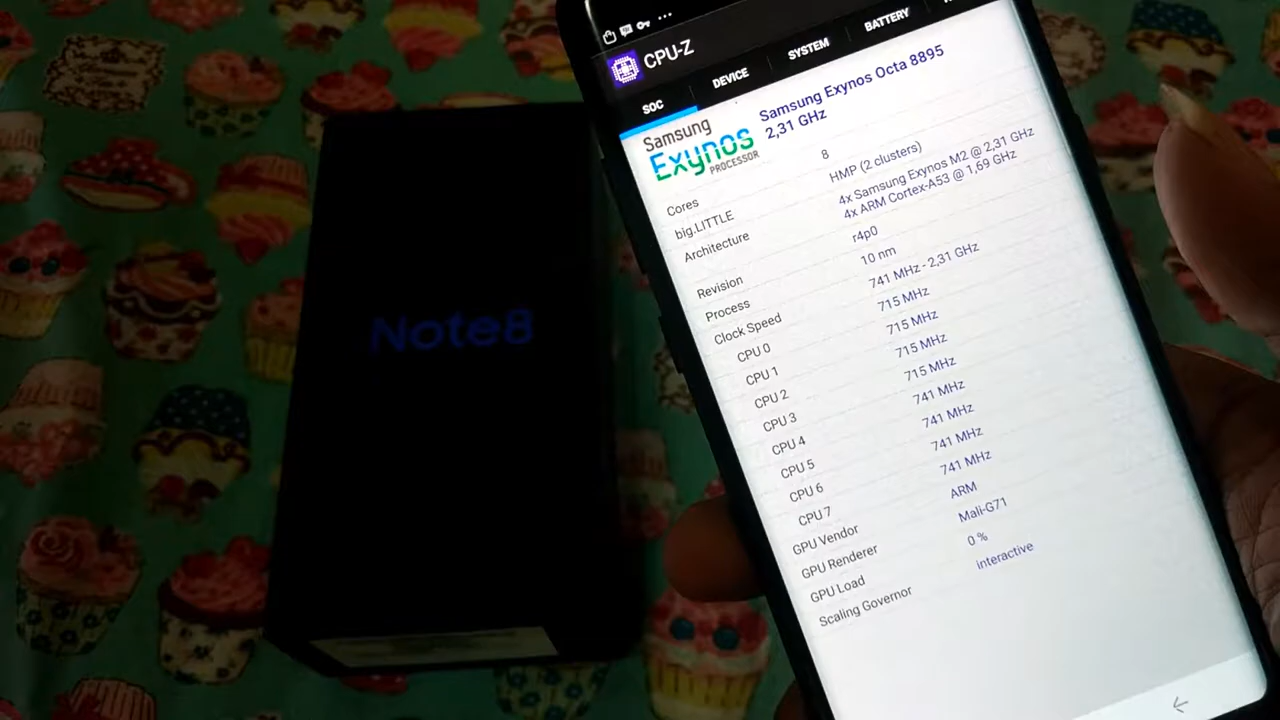 CPU-Z
SOC
DEVICE
SYSTEM
BATTERY
Samsung
Exynos
PROCESSOR
Samsung Exynos Octa 8895
2,31 GHz
Cores 8
big.LITTLE HMP (2 clusters)
Architecture 4x Samsung Exynos M2 @ 2,31 GHz
4x ARM Cortex-A53 @ 1,69 GHz
Revision r4p0
Process 10 nm
Clock Speed 741 MHz - 2,31 GHz
CPU 0 715 MHz
CPU 1 715 MHz
CPU 2 715 MHz
CPU 3 715 MHz
CPU 4 741 MHz
CPU 5 741 MHz
CPU 6 741 MHz
CPU 7 741 MHz
GPU Vendor ARM
GPU Renderer Mali-G71
GPU Load 0 %
Scaling Governor interactive
Note8